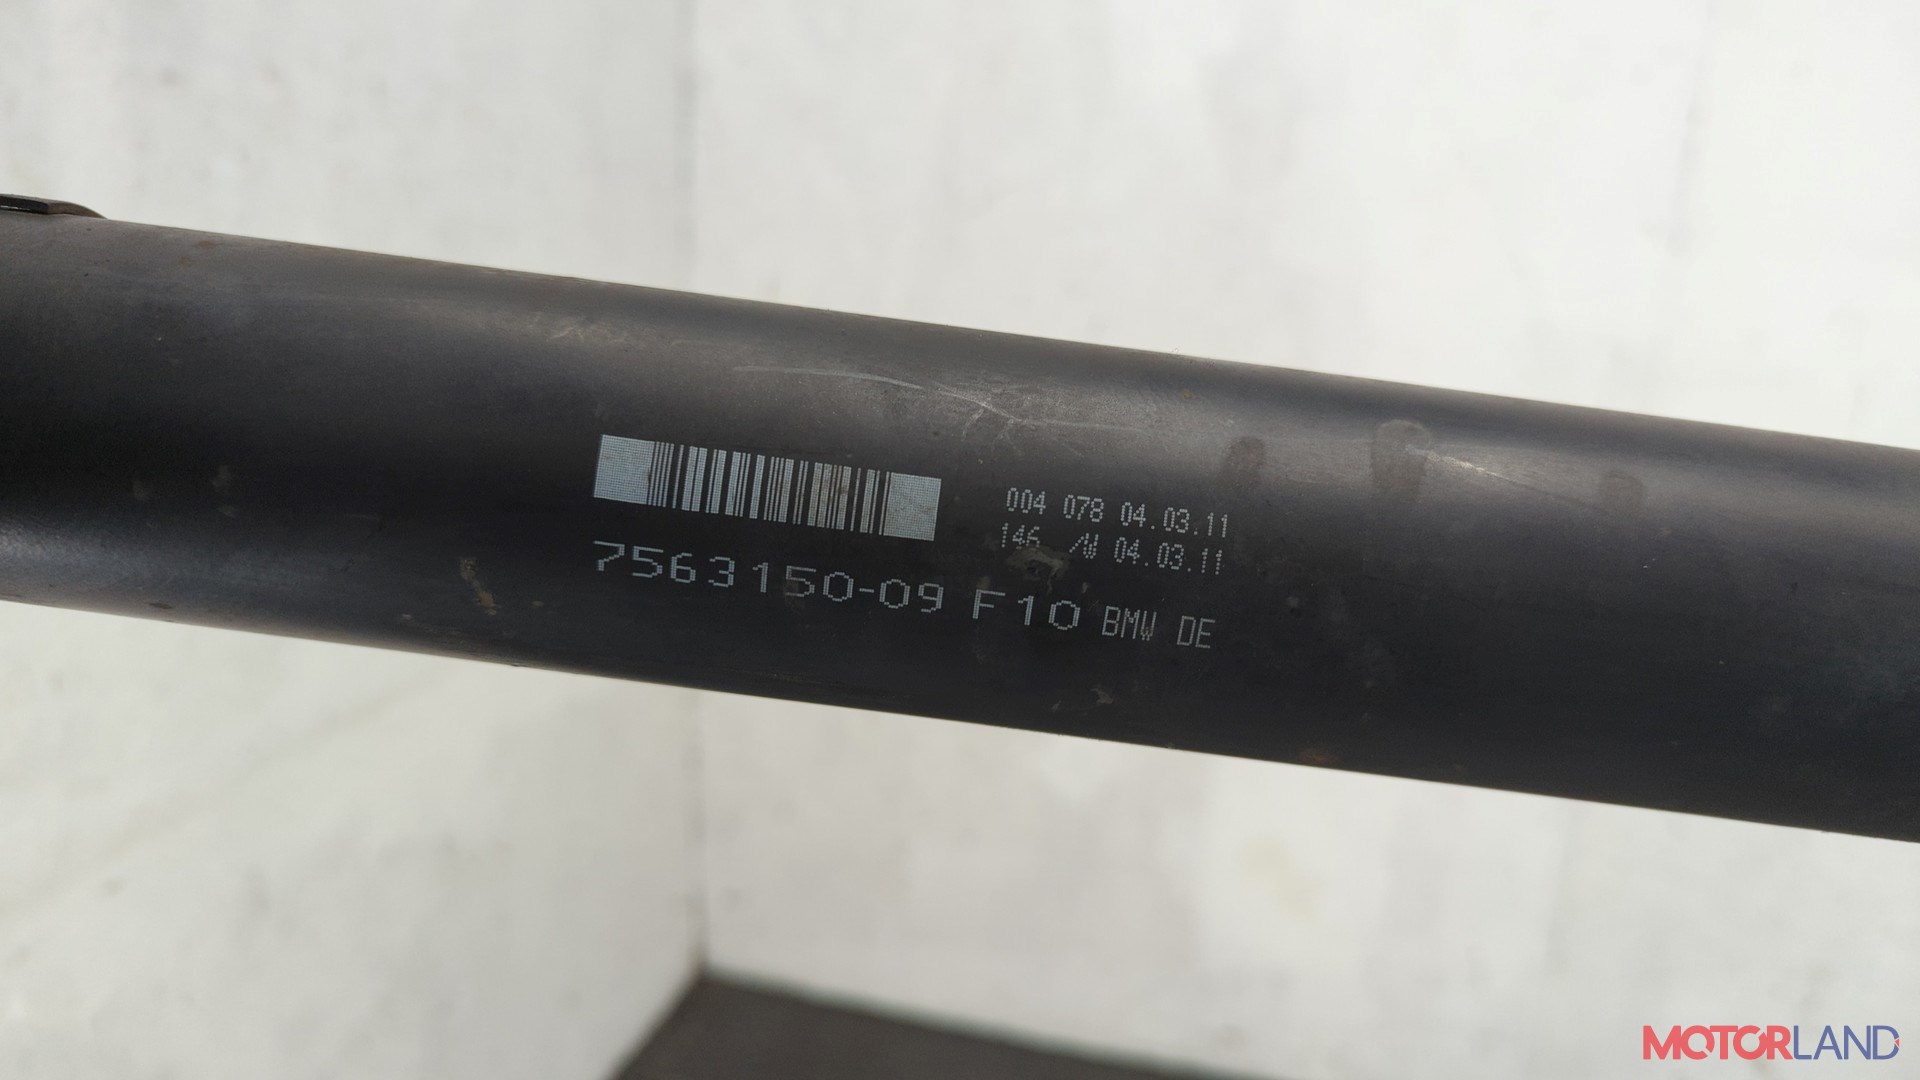 004 078 04.03.11
146 /W 04.03.11
7563150-09 F10 BMW DE
MOTORLAND